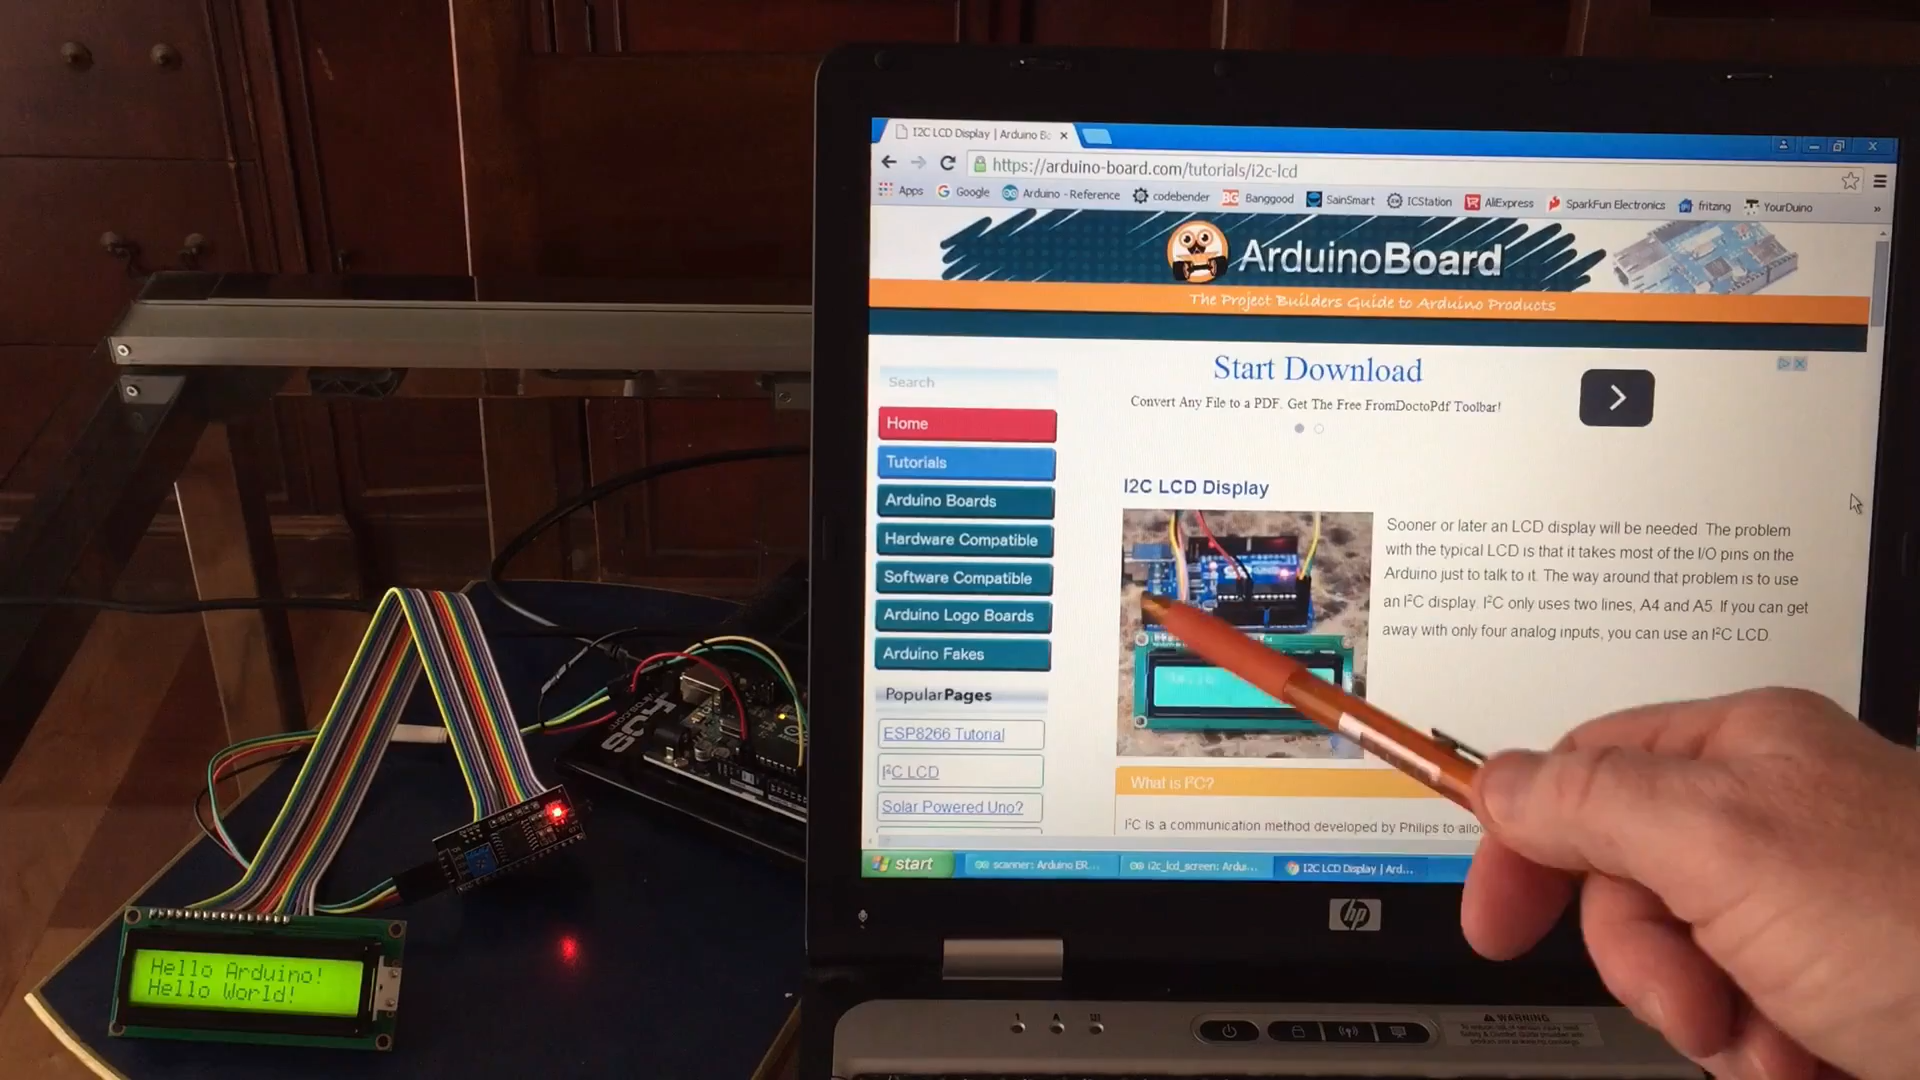 I2C LCD Display | Arduino Bo
https://arduino-board.com/tutorials/i2c-lcd
Apps Google Arduino - Reference codebender Banggood SainSmart ICStation AliExpress SparkFun Electronics fritzing YourDuino »
ArduinoBoard
The Project Builders Guide to Arduino Products
Start Download
Convert Any File to a PDF. Get The Free FromDoctoPdf Toolbar!
Search
Home
Tutorials
Arduino Boards
Hardware Compatible
Software Compatible
Arduino Logo Boards
Arduino Fakes
PopularPages
ESP8266 Tutorial
I²C LCD
Solar Powered Uno?
I2C LCD Display
Sooner or later an LCD display will be needed. The problem
with the typical LCD is that it takes most of the I/O pins on the
Arduino just to talk to it. The way around that problem is to use
an I²C display. I²C only uses two lines, A4 and A5. If you can get
away with only four analog inputs, you can use an I²C LCD.
What is I²C?
I²C is a communication method developed by Philips to allo
start
scanner: Arduino ER...
i2c_lcd_screen: Ardui...
I2C LCD Display | Ard...
hp
WARNING
Hello Arduino!
Hello World!